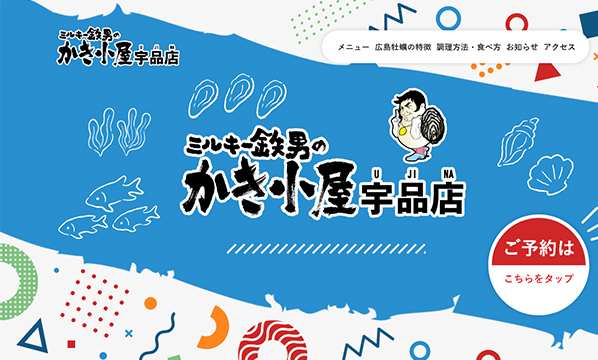 ミルキー鉄男の
かき小屋宇品店
メニュー 広島牡蠣の特徴 調理方法・食べ方 お知らせ アクセス
ミルキー鉄男の
かき小屋宇品店
UJINA
ご予約は
こちらをタップ